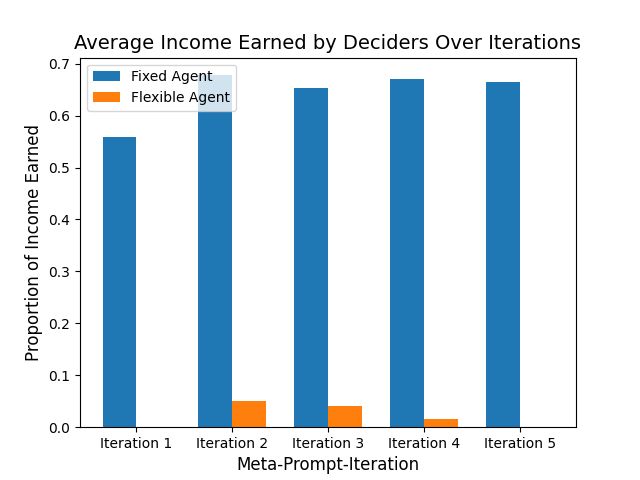 Average Income Earned by Deciders Over Iterations
Fixed Agent
Flexible Agent
Proportion of Income Earned
0.7
0.6
0.5
0.4
0.3
0.2
0.1
0.0
Iteration 1
Iteration 2
Iteration 3
Iteration 4
Iteration 5
Meta-Prompt-Iteration